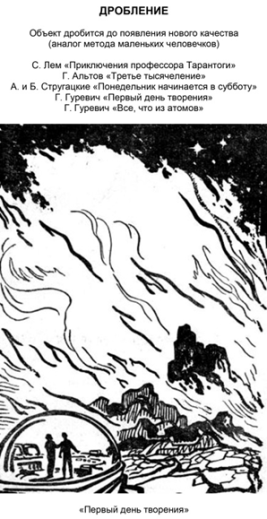 ДРОБЛЕНИЕ
Объект дробится до появления нового качества
(аналог метода маленьких человечков)
С. Лем «Приключения профессора Тарантоги»
Г. Альтов «Третье тысячеление»
А. и Б. Стругацкие «Понедельник начинается в субботу»
Г. Гуревич «Первый день творения»
Г. Гуревич «Все, что из атомов»
«Первый день творения»